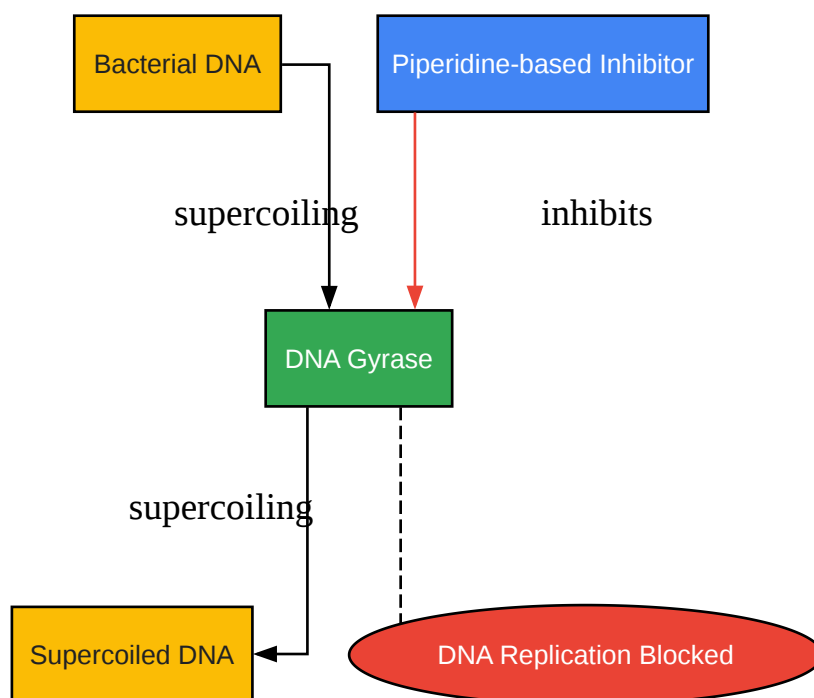 Bacterial DNA
Piperidine-based Inhibitor
supercoiling
inhibits
DNA Gyrase
supercoiling
Supercoiled DNA
DNA Replication Blocked